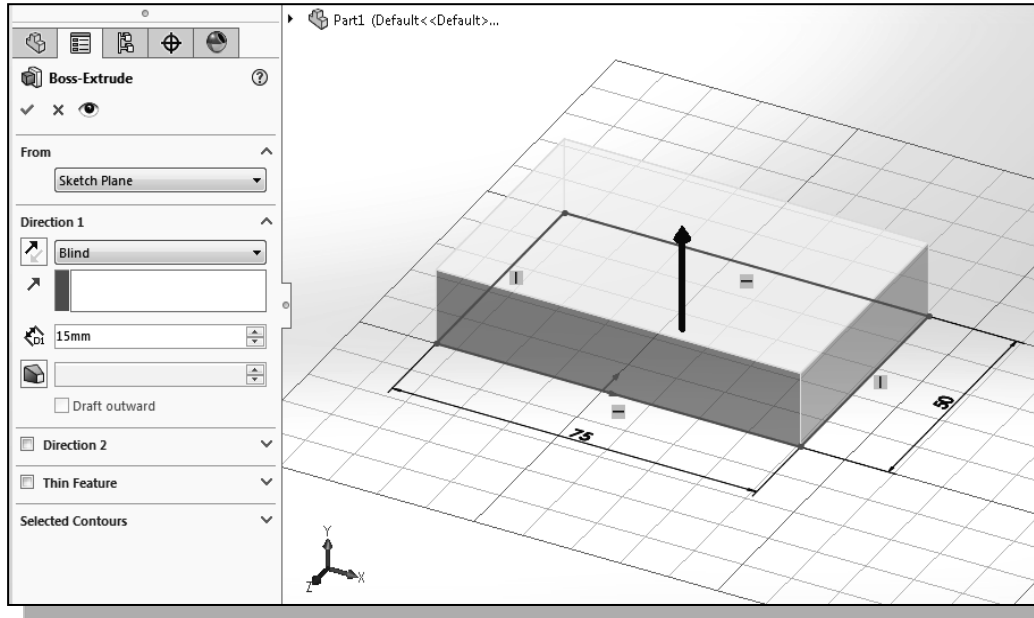 Part1 (Default<<Default>...
Boss-Extrude
?
From
Sketch Plane
Direction 1
Blind
D1
15mm
Draft outward
Direction 2
Thin Feature
Selected Contours
75
50
Y
X
Z